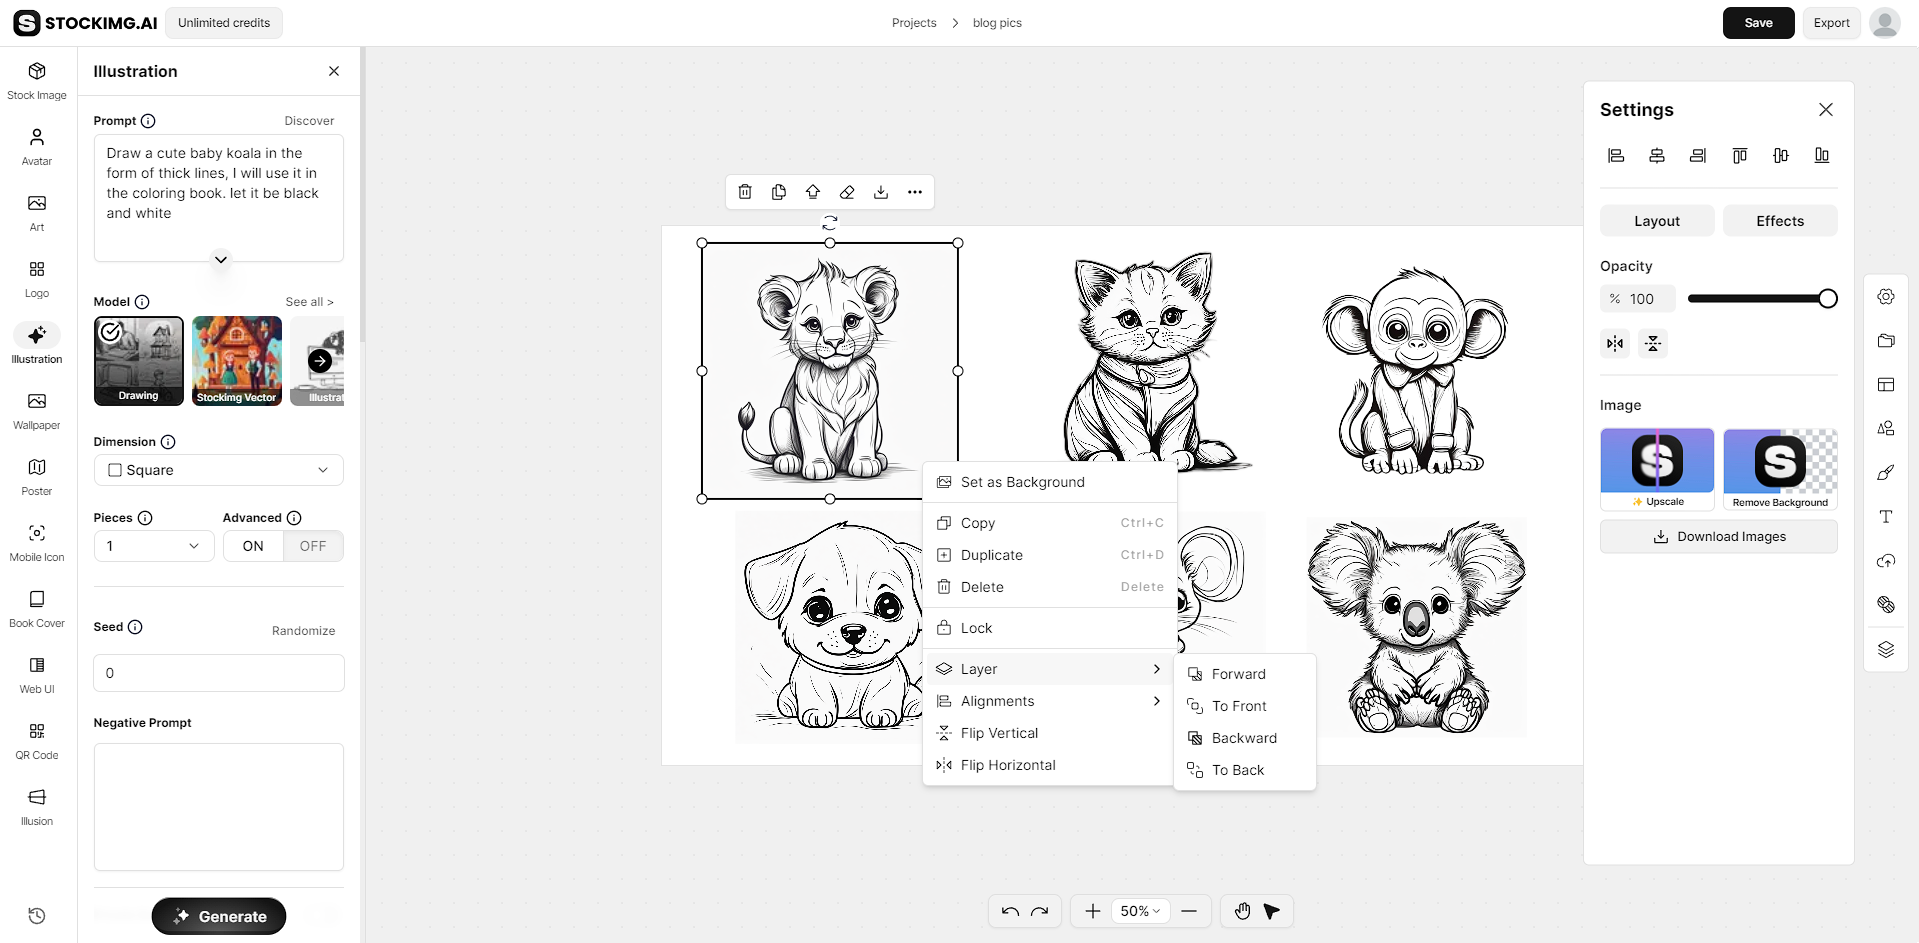 STOCKIMG.AI
Unlimited credits
Projects > blog pics
Save
Export
Stock Image
Avatar
Art
Logo
Illustration
Wallpaper
Poster
Mobile Icon
Book Cover
Web UI
QR Code
Illusion
Illustration
Prompt
Discover
Draw a cute baby koala in the
form of thick lines, I will use it in
the coloring book. let it be black
and white
Model
See all >
Drawing
Stockimg Vector
Illustrat
Dimension
Square
Pieces
Advanced
1
ON
OFF
Seed
Randomize
0
Negative Prompt
Generate
Set as Background
Copy Ctrl+C
Duplicate Ctrl+D
Delete Delete
Lock
Layer
Alignments
Flip Vertical
Flip Horizontal
Forward
To Front
Backward
To Back
50%
Settings
Layout
Effects
Opacity
% 100
Image
✨ Upscale
Remove Background
Download Images